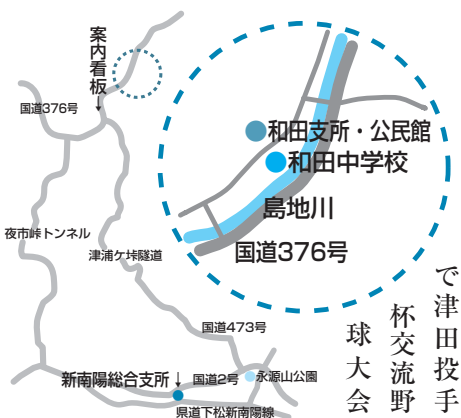 案内看板
国道376号
和田支所・公民館
和田中学校
島地川
国道376号
夜市峠トンネル
津浦ケ垰隧道
国道473号
新南陽総合支所
国道2号
永源山公園
県道下松新南陽線
で津田投手
杯交流野
球大会